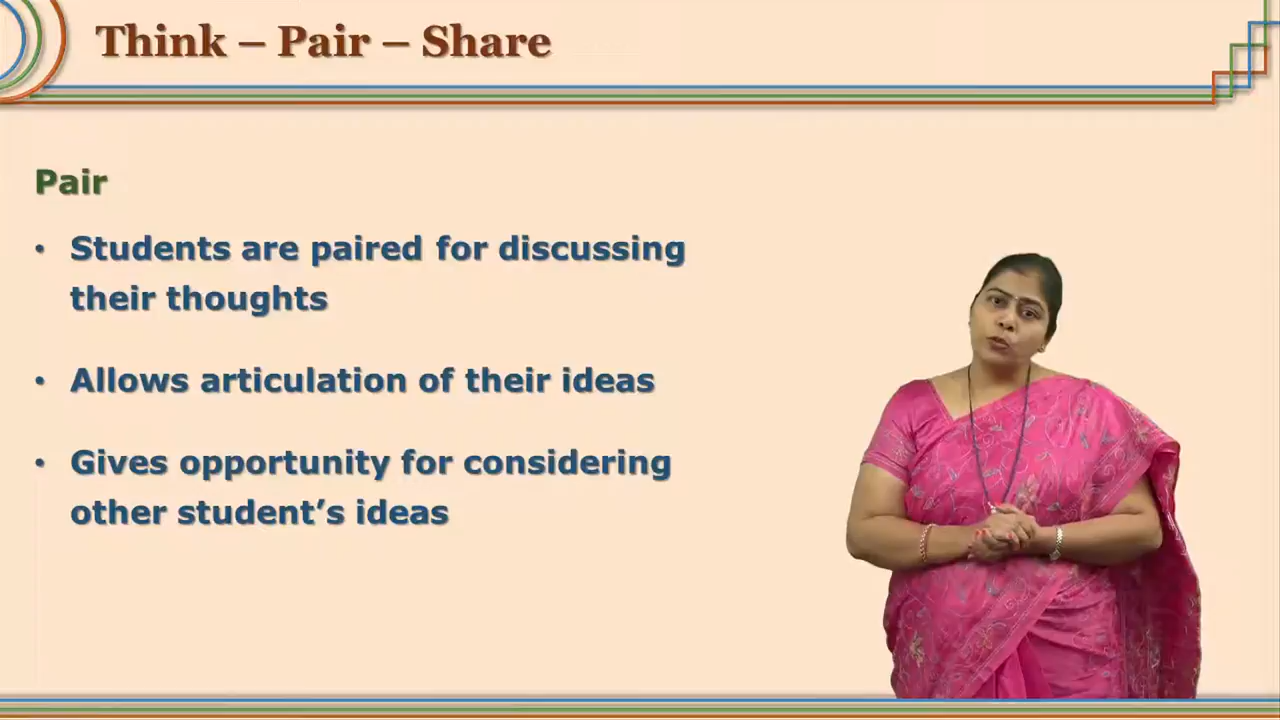 Think – Pair – Share
Pair
• Students are paired for discussing
their thoughts
• Allows articulation of their ideas
• Gives opportunity for considering
other student’s ideas